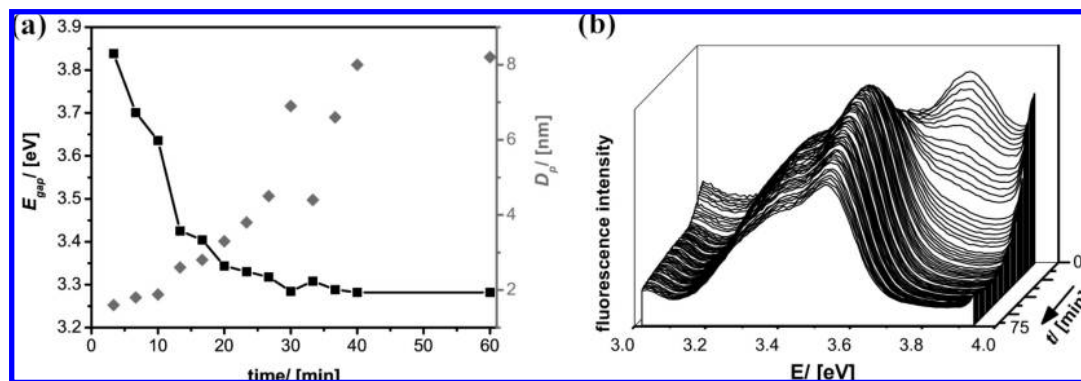 (a)
3.9
3.8
3.7
3.6
3.5
3.4
3.3
3.2
E_gap/ [eV]
8
6
4
2
D_p/ [nm]
0 10 20 30 40 50 60
time/ [min]
(b)
fluorescence intensity
3.0 3.2 3.4 3.6 3.8 4.0
E/ [eV]
0
75
t/ [min]